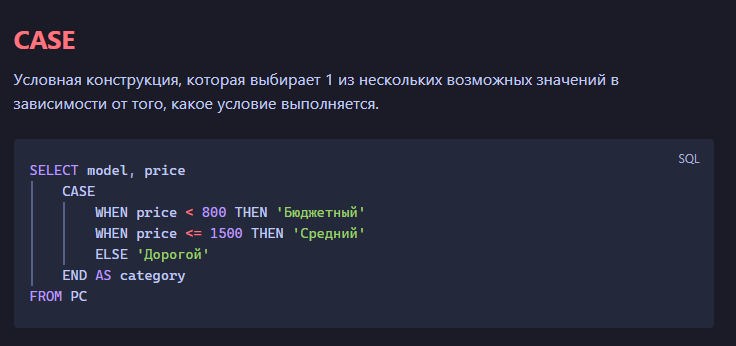 CASE
Условная конструкция, которая выбирает 1 из нескольких возможных значений в
зависимости от того, какое условие выполняется.
SQL
SELECT model, price
CASE
WHEN price < 800 THEN 'Бюджетный'
WHEN price <= 1500 THEN 'Средний'
ELSE 'Дорогой'
END AS category
FROM PC